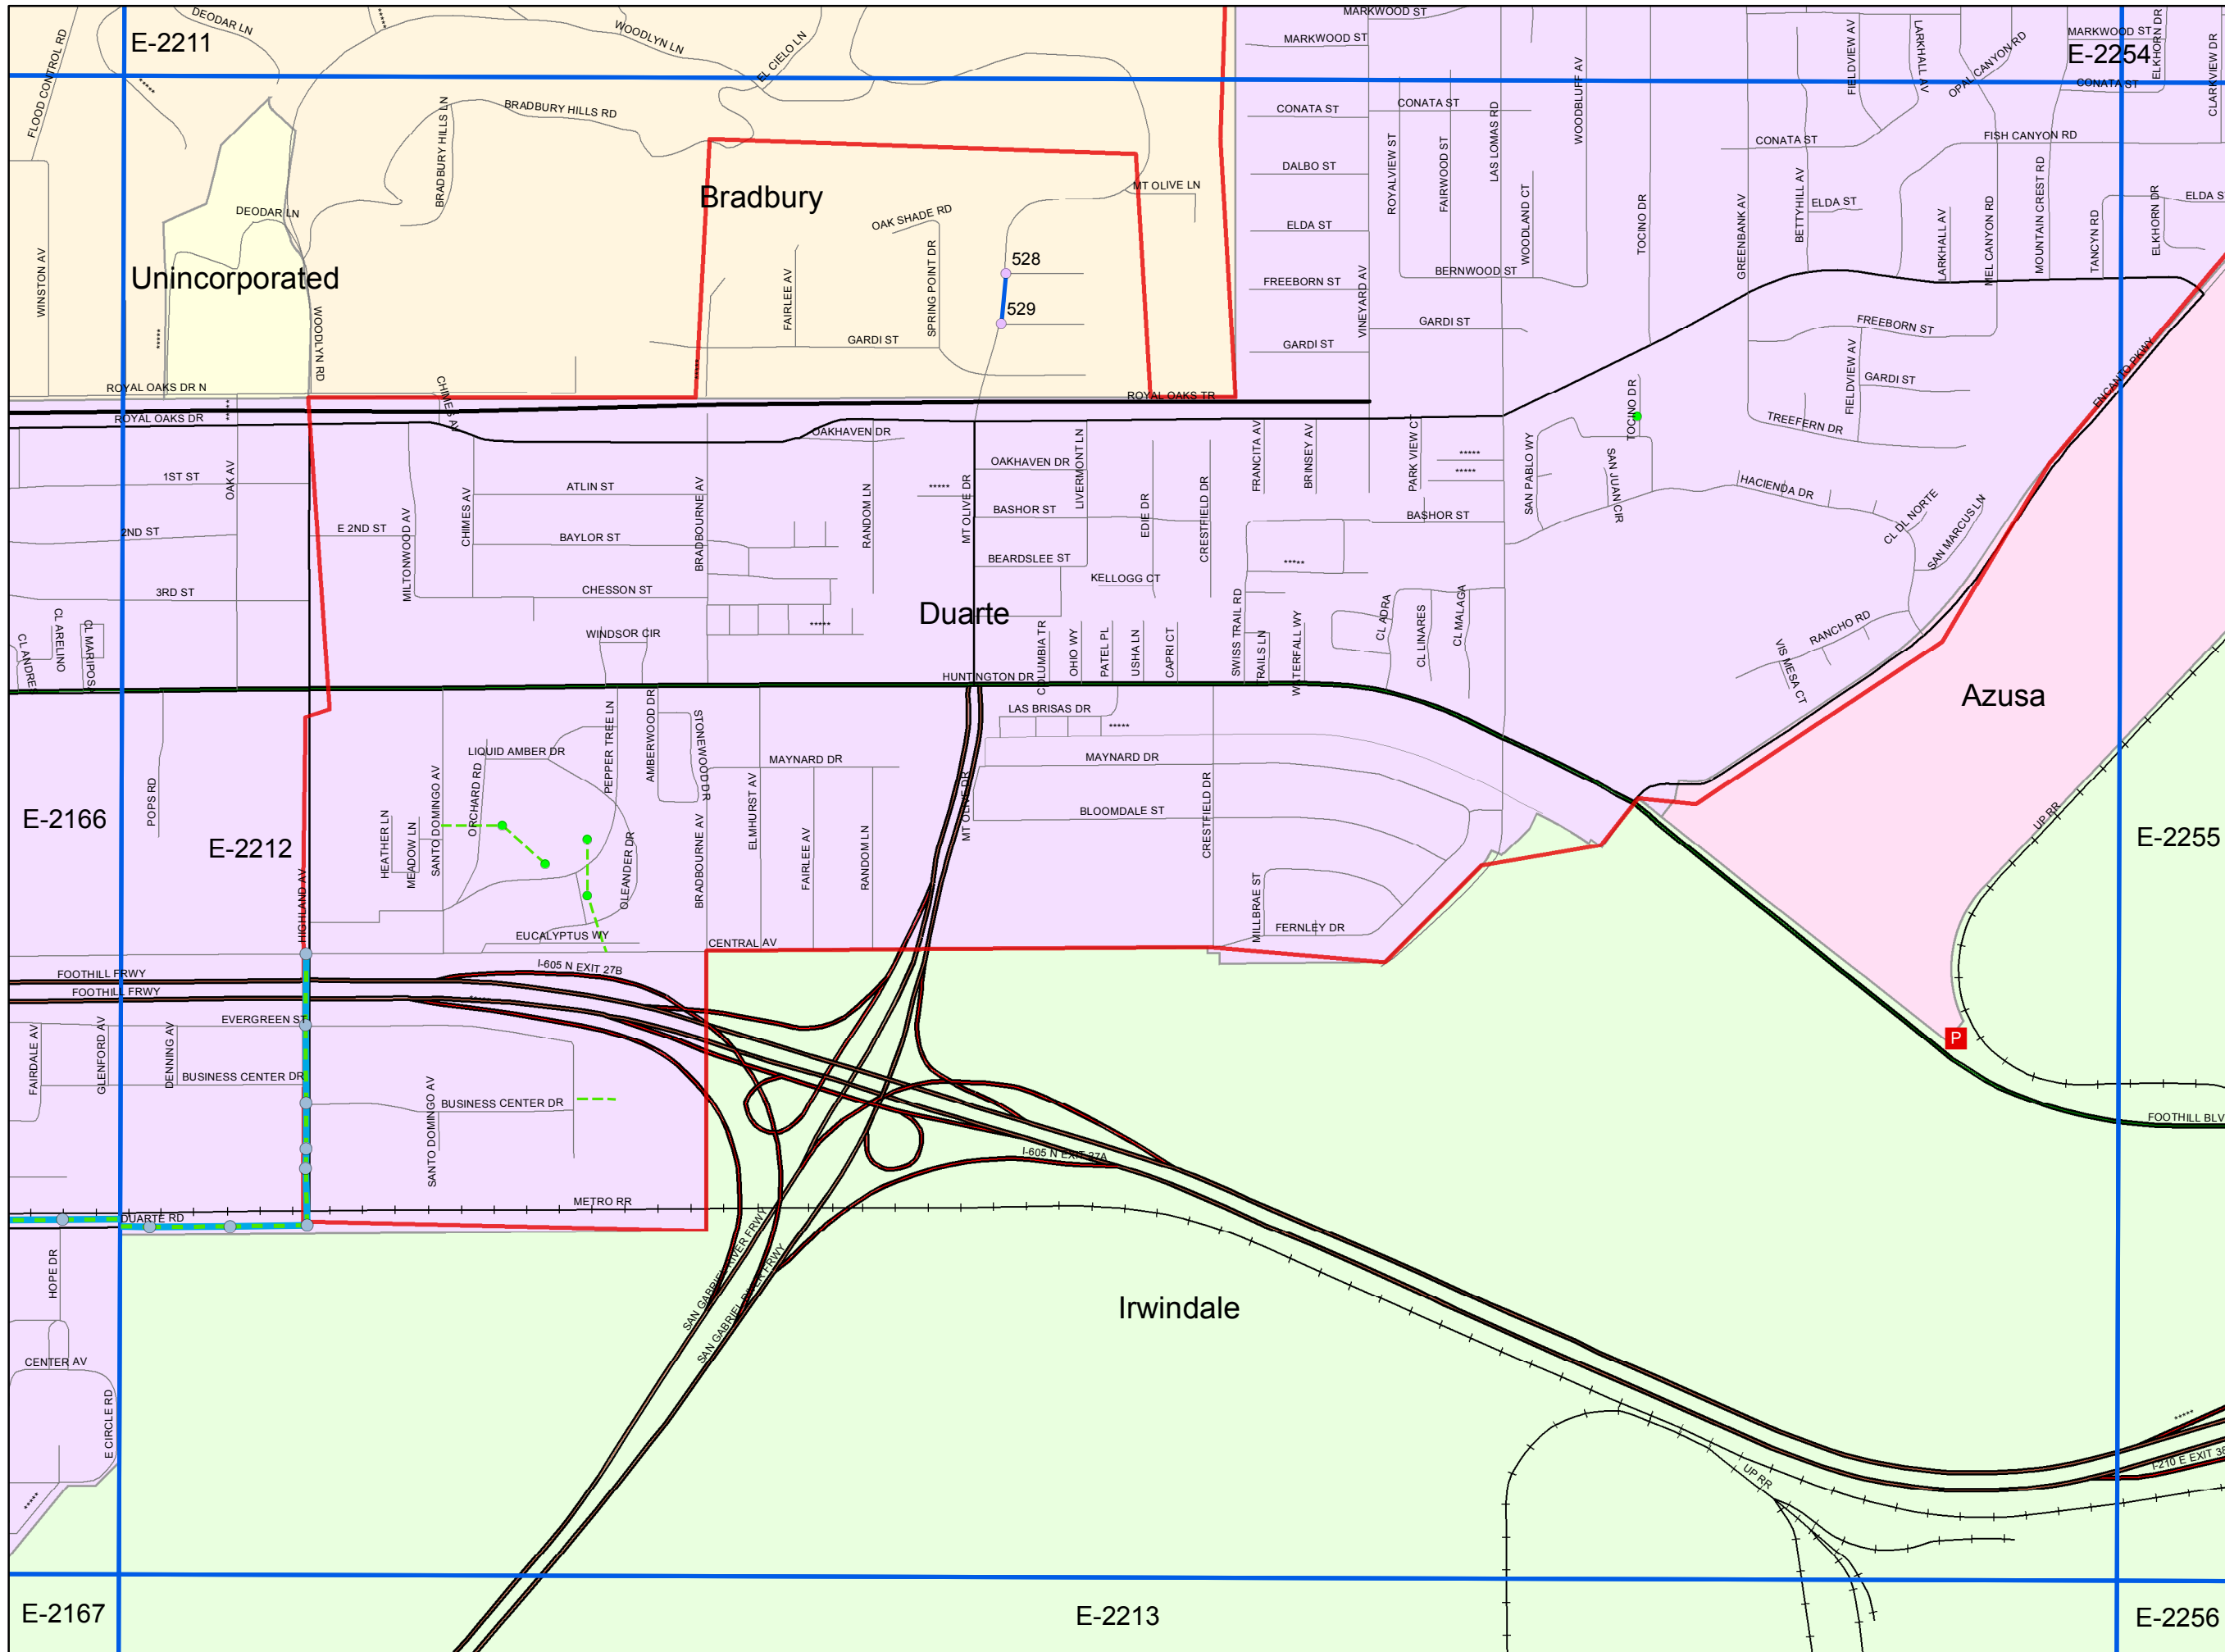 DEODAR LN
E-2211
FLOOD CONTROL RD
*****
*****
WOODLYN LN
EL CIELO LN
MARKWOOD ST
MARKWOOD ST
MARKWOOD ST
E-2254
ELKHORN DR
CLARKVIEW DR
FIELDVIEW AV
LARKHALL AV
OPAL CANYON RD
CONATA ST
BRADBURY HILLS LN
BRADBURY HILLS RD
CONATA ST
CONATA ST
CONATA ST
WOODBLUFF AV
LAS LOMAS RD
FISH CANYON RD
DALBO ST
ROYALVIEW ST
FAIRWOOD ST
WOODLAND CT
Bradbury
MT OLIVE LN
DEODAR LN
OAK SHADE RD
ELDA ST
TOCINO DR
GREENBANK AV
BETTYHILL AV
ELDA ST
LARKHALL AV
MEL CANYON RD
MOUNTAIN CREST RD
TANCYN RD
ELKHORN DR
ELDA S
WINSTON AV
Unincorporated
528
529
FAIRLEE AV
SPRING POINT DR
FREEBORN ST
BERNWOOD ST
VINEYARD AV
GARDI ST
GARDI ST
GARDI ST
FREEBORN ST
FIELDVIEW AV
GARDI ST
ENCANTO PKWY
*****
WOODLYN RD
*****
ROYAL OAKS DR N
CHIMES AV
ROYAL OAKS TR
ROYAL OAKS DR
*****
OAKHAVEN DR
TOCINO DR
TREEFERN DR
1ST ST
OAK AV
OAKHAVEN DR
LIVERMONT LN
FRANCITA AV
BRINSEY AV
PARK VIEW CT
*****
*****
SAN PABLO WY
SAN JUAN CIR
HACIENDA DR
ATLIN ST
BRADBOURNE AV
RANDOM LN
*****
MT OLIVE DR
BASHOR ST
EDIE DR
CRESTFIELD DR
BASHOR ST
CL DL NORTE
SAN MARCUS LN
2ND ST
E 2ND ST
MILTONWOOD AV
CHIMES AV
BAYLOR ST
BEARDSLEE ST
KELLOGG CT
*****
3RD ST
CHESSON ST
*****
Duarte
SWISS TRAIL RD
CL ADRA
CL LINARES
CL MALAGA
RANCHO RD
VIS MESA CT
CL ANDRE
CL ARELINO
CL MARIPOS
WINDSOR CIR
COLUMBIA TR
OHIO WY
PATEL PL
USHA LN
CAPRI CT
TRAILS LN
WATERFALL WY
HUNTINGTON DR
Azusa
LAS BRISAS DR
*****
LIQUID AMBER DR
PEPPER TREE LN
AMBERWOOD DR
STONEWOOD DR
MAYNARD DR
MAYNARD DR
E-2166
POPS RD
E-2212
HEATHER LN
MEADOW LN
SANTO DOMINGO AV
ORCHARD RD
OLEANDER DR
BRADBOURNE AV
ELMHURST AV
FAIRLEE AV
RANDOM LN
MT OLIVE DR
BLOOMDALE ST
CRESTFIELD DR
UP RR
E-2255
HIGHLAND AV
EUCALYPTUS WY
CENTRAL AV
MILLBRAE ST
FERNLEY DR
FOOTHILL FRWY
I-605 N EXIT 27B
FOOTHILL FRWY
EVERGREEN ST
P
FAIRDALE AV
GLENFORD AV
DENNING AV
BUSINESS CENTER DR
SANTO DOMINGO AV
BUSINESS CENTER DR
FOOTHILL BLV
I-605 N EXIT 27A
METRO RR
DUARTE RD
HOPE DR
SAN GABRIEL RIVER FRWY
SAN GABRIEL RIVER FRWY
Irwindale
CENTER AV
E CIRCLE RD
*****
UP RR
*****
I-210 E EXIT 38
E-2167
E-2213
E-2256